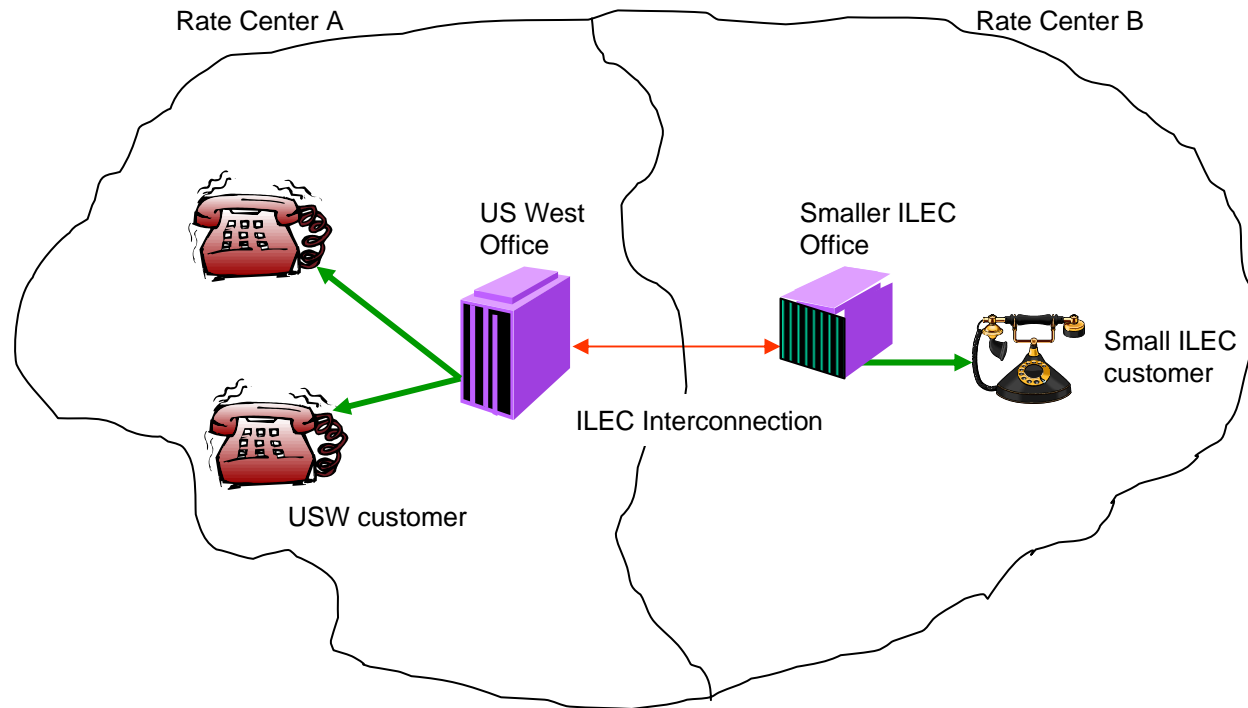 Rate Center A
Rate Center B
US West
Office
Smaller ILEC
Office
Small ILEC
customer
ILEC Interconnection
USW customer